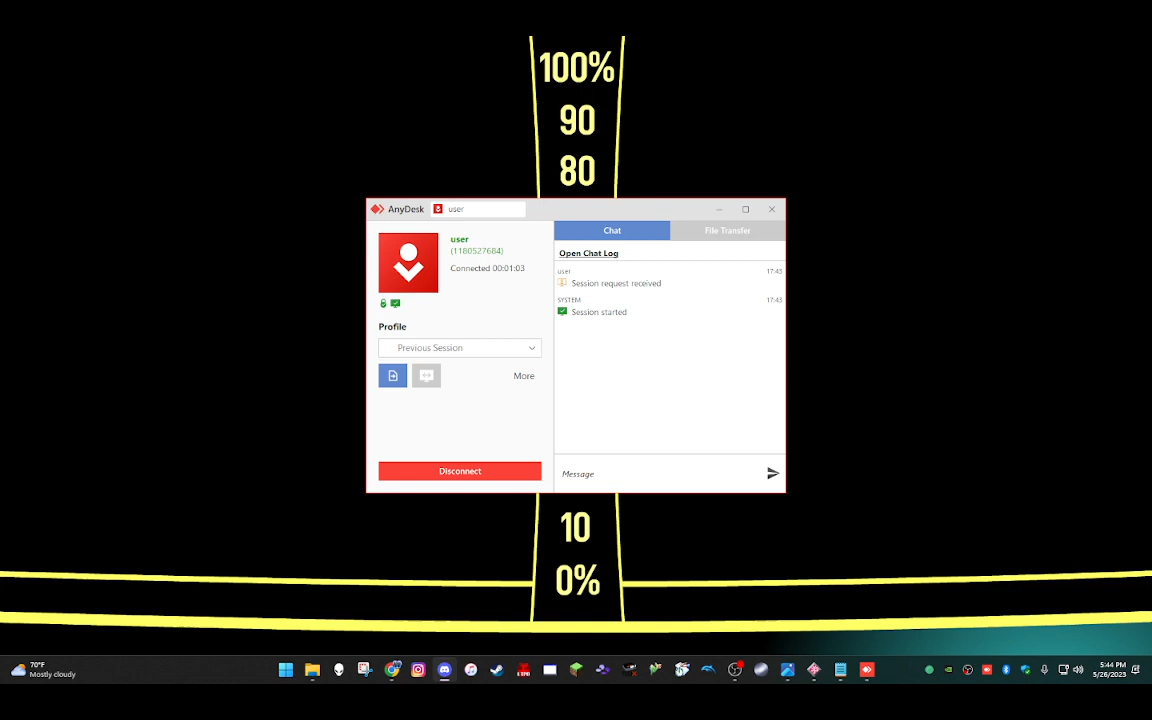 100%
90
80
AnyDesk
user
user
(1180527684)
Connected 00:01:03
Profile
Previous Session
More
Disconnect
Chat
File Transfer
Open Chat Log
user
17:43
Session request received
SYSTEM
17:43
Session started
Message
10
0%
70°F
Mostly cloudy
5:44 PM
5/26/2023